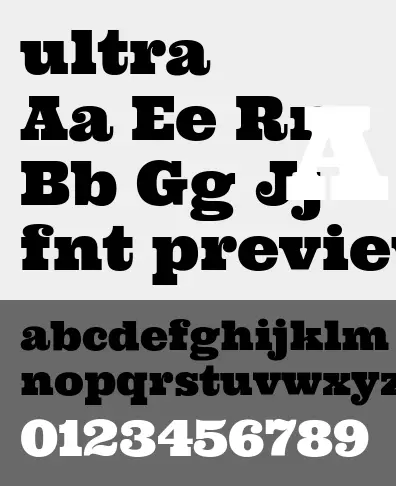 ultra
Aa Ee Rr
A
Bb Gg Jj
fnt previe
abcdefghijklm
nopqrstuvwxyz
0123456789